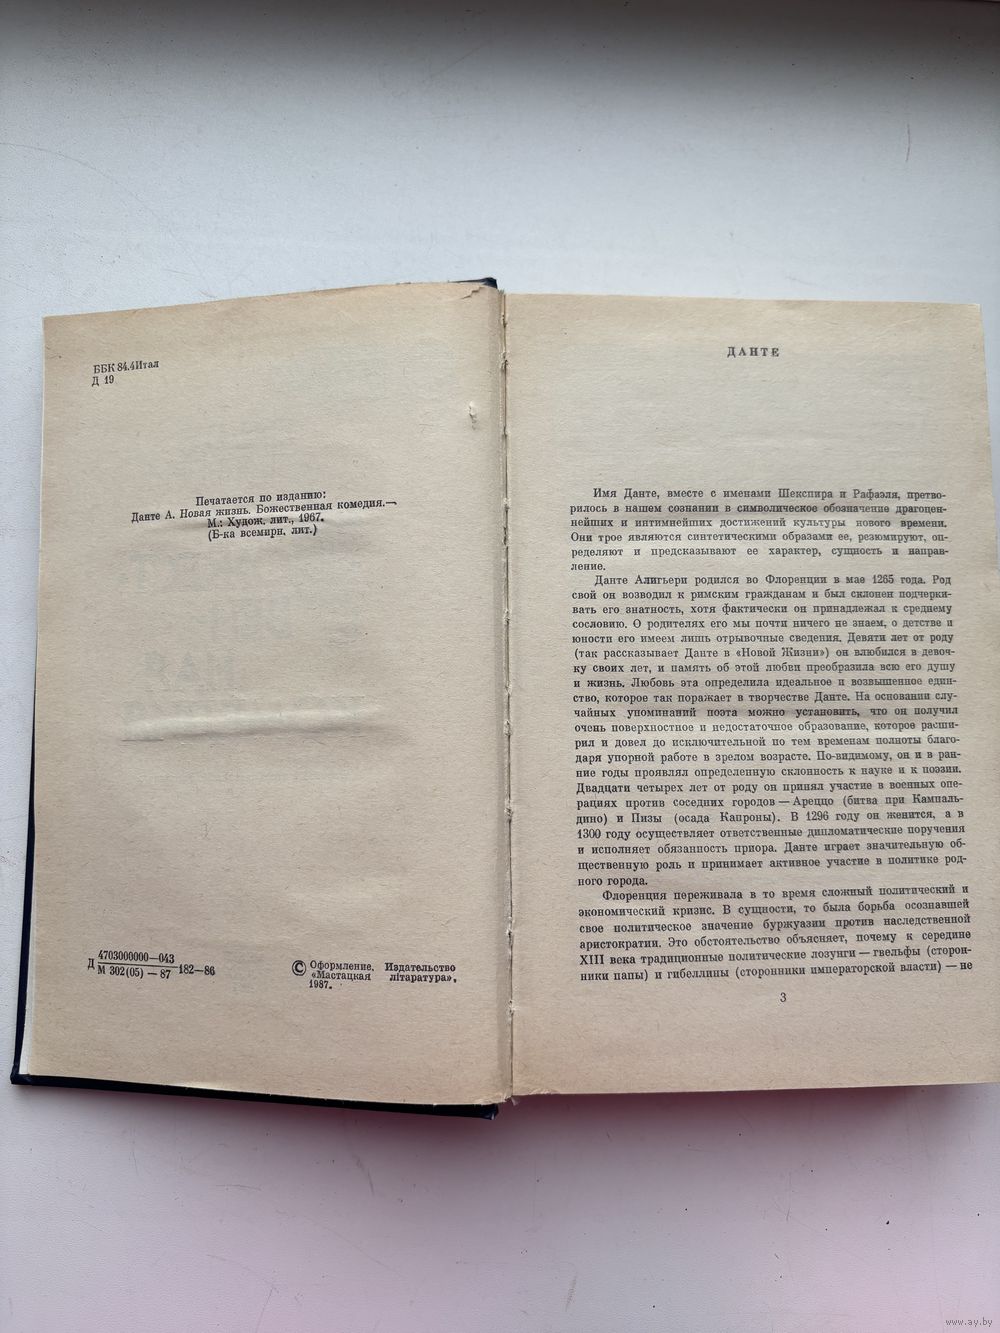 ББК 84.4Итал
Д 19
Печатается по изданию:
Данте А. Новая жизнь. Божественная комедия.—
М.: Худож. лит., 1967.
(Б-ка всемирн. лит.)
Д 4703000000—043
М 302(05) — 87 182—86
© Оформление. Издательство
«Мастацкая літаратура»,
1987.
ДАНТЕ
Имя Данте, вместе с именами Шекспира и Рафаэля, претво-
рилось в нашем сознании в символическое обозначение драгоцен-
нейших и интимнейших достижений культуры нового времени.
Они трое являются синтетическими образами ее, резюмируют, оп-
ределяют и предсказывают ее характер, сущность и направ-
ление.
Данте Алигьери родился во Флоренции в мае 1265 года. Род
свой он возводил к римским гражданам и был склонен подчерки-
вать его знатность, хотя фактически он принадлежал к среднему
сословию. О родителях его мы почти ничего не знаем, о детстве и
юности его имеем лишь отрывочные сведения. Девяти лет от роду
(так рассказывает Данте в «Новой Жизни») он влюбился в девоч-
ку своих лет, и память об этой любви преобразила всю его душу
и жизнь. Любовь эта определила идеальное и возвышенное един-
ство, которое так поражает в творчестве Данте. На основании слу-
чайных упоминаний поэта можно установить, что он получил
очень поверхностное и недостаточное образование, которое расши-
рил и довел до исключительной по тем временам полноты благо-
даря упорной работе в зрелом возрасте. По-видимому, он и в ран-
ние годы проявлял определенную склонность к науке и к поэзии.
Двадцати четырех лет от роду он принял участие в военных опе-
рациях против соседних городов — Ареццо (битва при Кампаль-
дино) и Пизы (осада Капроны). В 1296 году он женится, а в
1300 году осуществляет ответственные дипломатические поручения
и исполняет обязанность приора. Данте играет значительную об-
щественную роль и принимает активное участие в политике род-
ного города.
Флоренция переживала в то время сложный политический и
экономический кризис. В сущности, то была борьба осознавшей
свое политическое значение буржуазии против наследственной
аристократии. Это обстоятельство объясняет, почему к середине
XIII века традиционные политические лозунги — гвельфы (сторон-
ники папы) и гибеллины (сторонники императорской власти) — не
3
www.ay.by